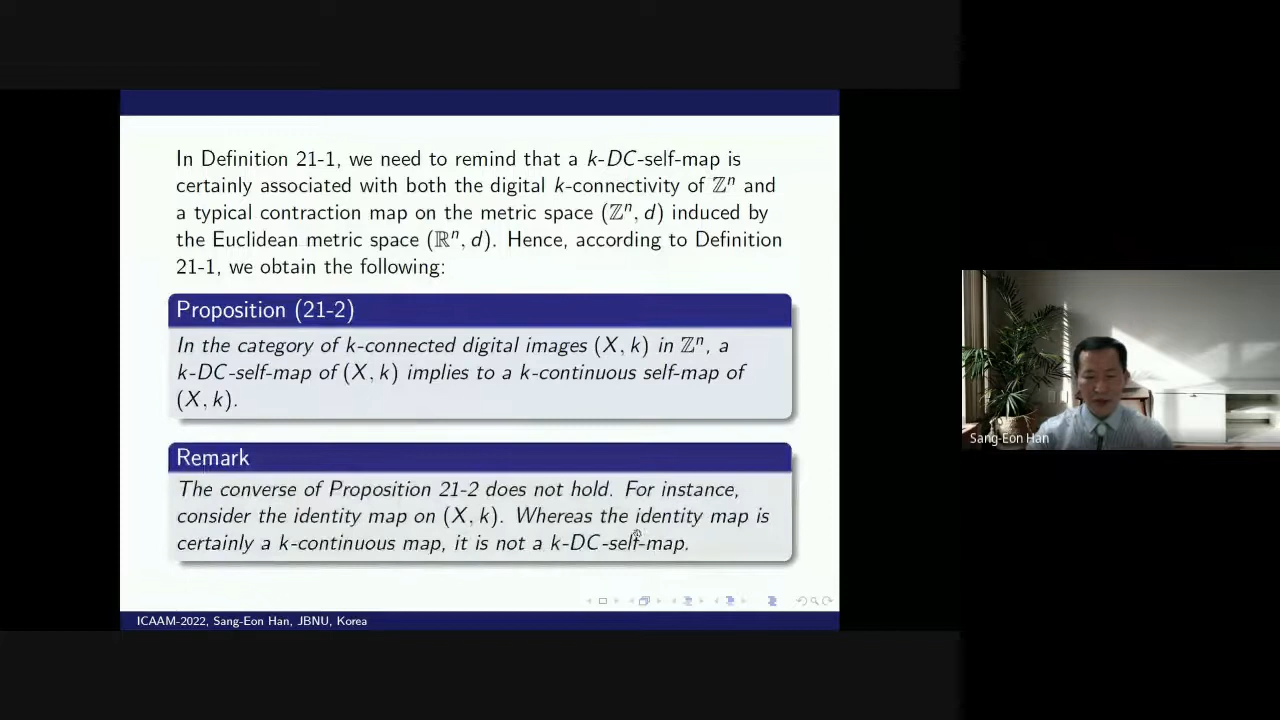 In Definition 21-1, we need to remind that a k-DC-self-map is
certainly associated with both the digital k-connectivity of ℤⁿ and
a typical contraction map on the metric space (ℤⁿ, d) induced by
the Euclidean metric space (ℝⁿ, d). Hence, according to Definition
21-1, we obtain the following:
Proposition (21-2)
In the category of k-connected digital images (X, k) in ℤⁿ, a
k-DC-self-map of (X, k) implies to a k-continuous self-map of
(X, k).
Remark
The converse of Proposition 21-2 does not hold. For instance,
consider the identity map on (X, k). Whereas the identity map is
certainly a k-continuous map, it is not a k-DC-self-map.
ICAAM-2022, Sang-Eon Han, JBNU, Korea
Sang-Eon Han